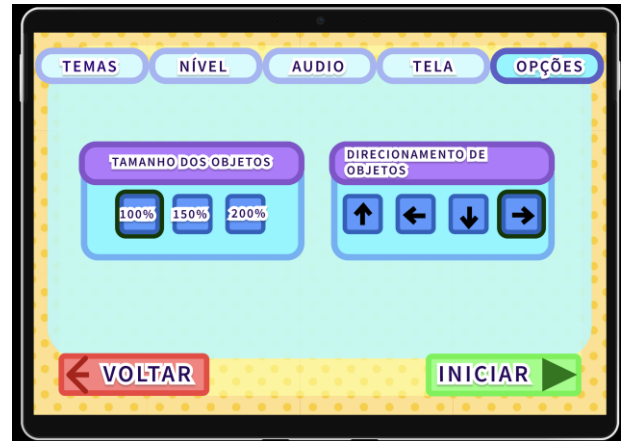 TEMAS
NÍVEL
AUDIO
TELA
OPÇÕES
TAMANHO DOS OBJETOS
100%
150%
200%
DIRECIONAMENTO DE
OBJETOS
VOLTAR
INICIAR